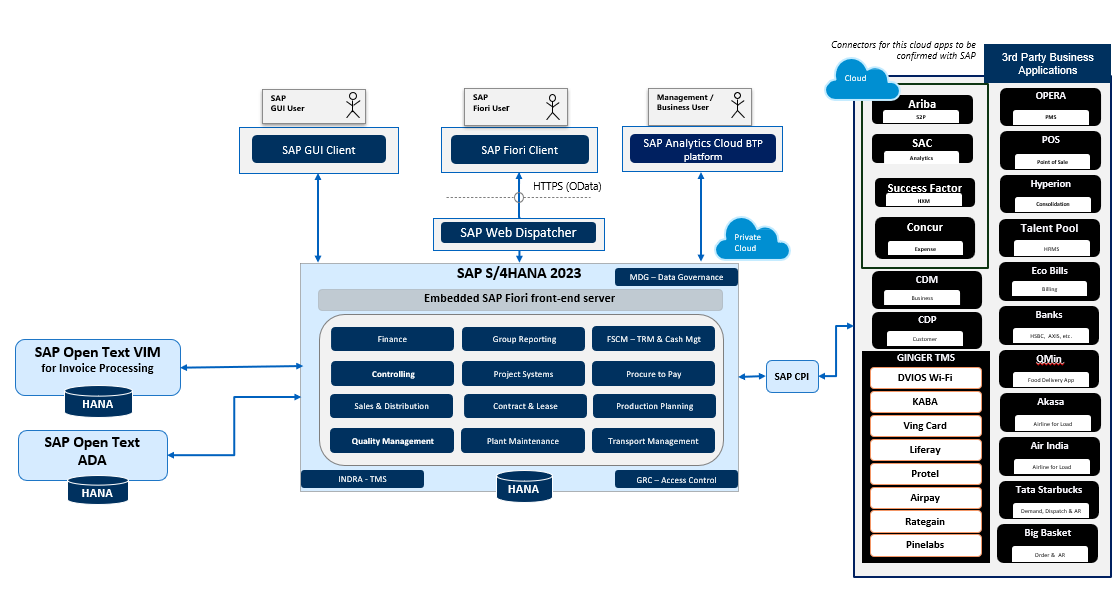 Connectors for this cloud apps to be
confirmed with SAP
3rd Party Business
Applications
Cloud
SAP
GUI User
SAP
Fiori User
Management /
Business User
SAP GUI Client
SAP Fiori Client
SAP Analytics Cloud BTP
platform
HTTPS (OData)
SAP Web Dispatcher
Private
Cloud
SAP S/4HANA 2023
MDG – Data Governance
Embedded SAP Fiori front-end server
Finance
Group Reporting
FSCM – TRM & Cash Mgt
Controlling
Project Systems
Procure to Pay
Sales & Distribution
Contract & Lease
Production Planning
Quality Management
Plant Maintenance
Transport Management
INDRA - TMS
HANA
GRC – Access Control
SAP Open Text VIM
for Invoice Processing
HANA
SAP Open Text
ADA
HANA
SAP CPI
Ariba
S2P
SAC
Analytics
Success Factor
HXM
Concur
Expense
CDM
Business
CDP
Customer
GINGER TMS
DVIOS Wi-Fi
KABA
Ving Card
Liferay
Protel
Airpay
Rategain
Pinelabs
OPERA
PMS
POS
Point of Sale
Hyperion
Consolidation
Talent Pool
HRMS
Eco Bills
Billing
Banks
HSBC, AXIS, etc.
QMin
Food Delivery App
Akasa
Airline for Load
Air India
Airline for Load
Tata Starbucks
Demand, Dispatch & AR
Big Basket
Order & AR